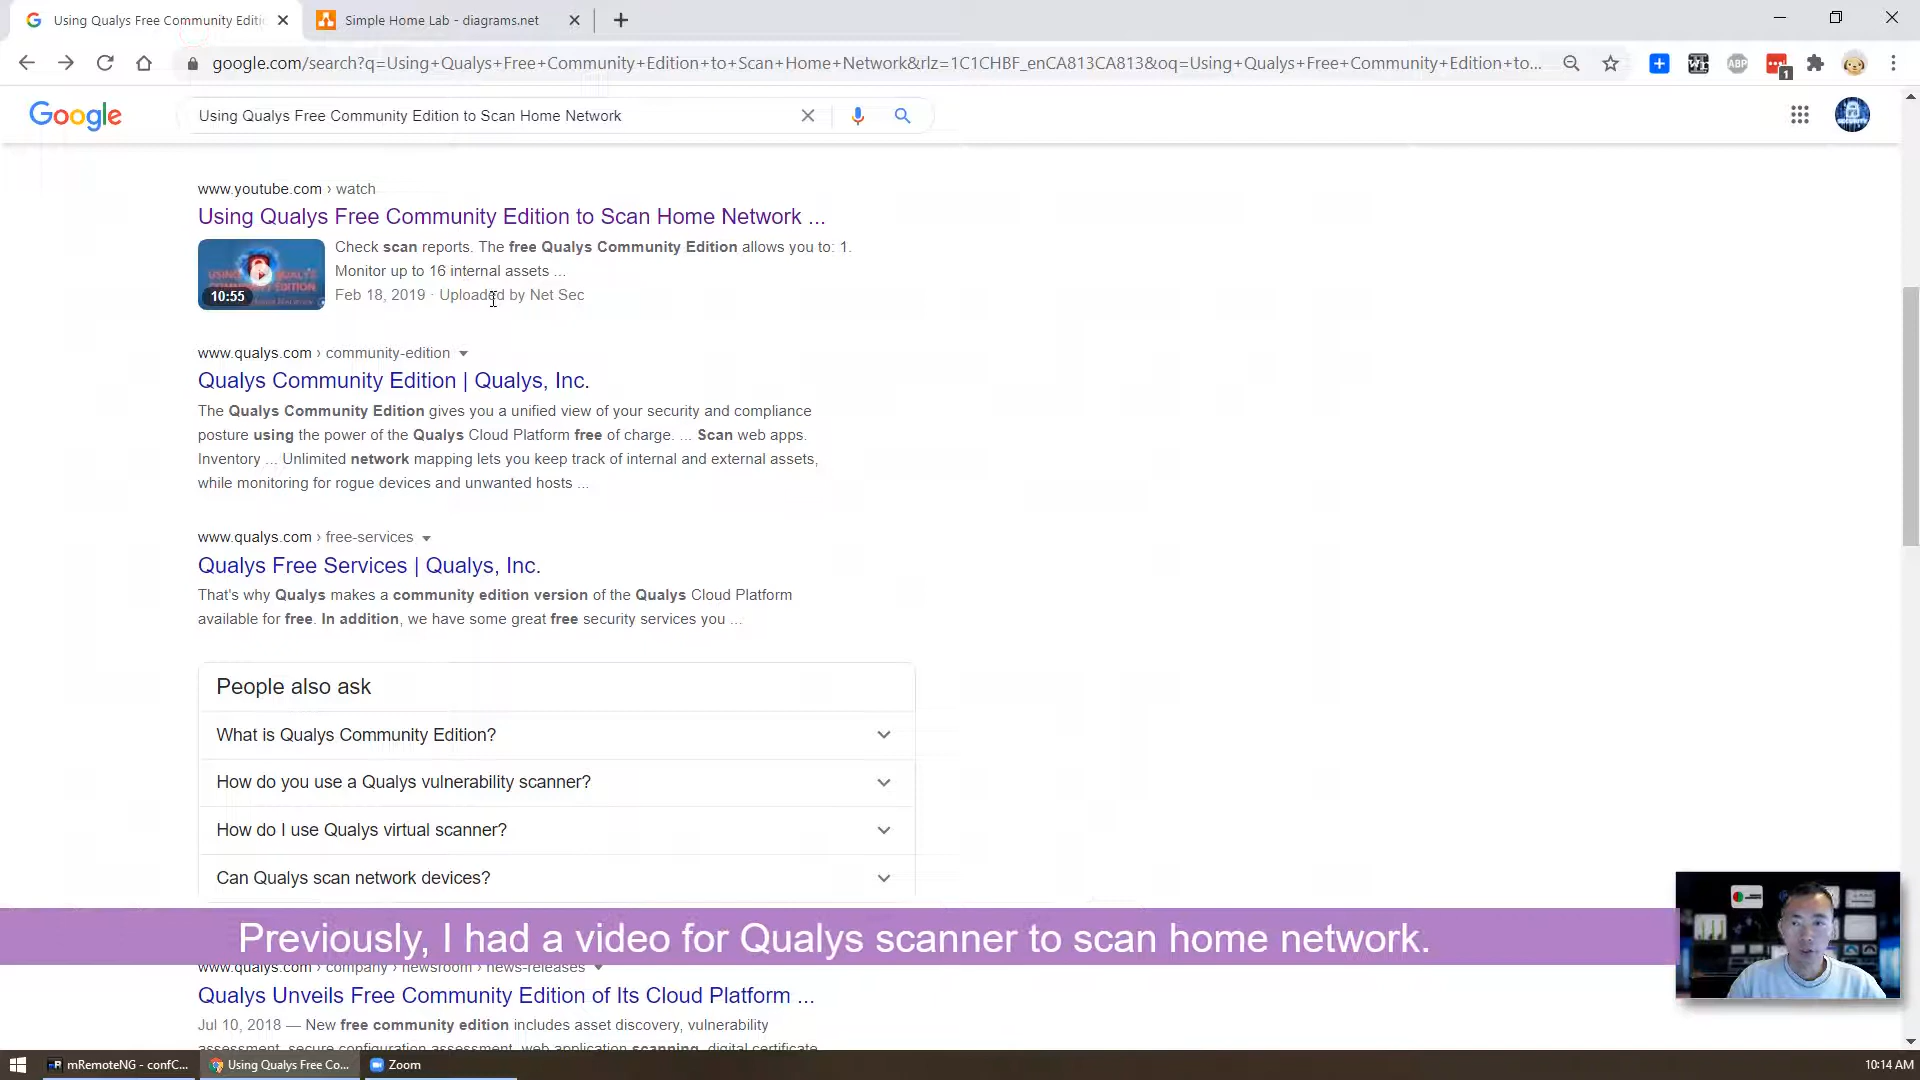 Using Qualys Free Community Editi
Simple Home Lab - diagrams.net
google.com/search?q=Using+Qualys+Free+Community+Edition+to+Scan+Home+Network&rlz=1C1CHBF_enCA813CA813&oq=Using+Qualys+Free+Community+Edition+to...
ABP
1
Google
Using Qualys Free Community Edition to Scan Home Network
www.youtube.com › watch
Using Qualys Free Community Edition to Scan Home Network ...
Check scan reports. The free Qualys Community Edition allows you to: 1.
Monitor up to 16 internal assets ...
10:55
Feb 18, 2019 · Uploaded by Net Sec
www.qualys.com › community-edition
Qualys Community Edition | Qualys, Inc.
The Qualys Community Edition gives you a unified view of your security and compliance
posture using the power of the Qualys Cloud Platform free of charge. ... Scan web apps.
Inventory ... Unlimited network mapping lets you keep track of internal and external assets,
while monitoring for rogue devices and unwanted hosts ...
www.qualys.com › free-services
Qualys Free Services | Qualys, Inc.
That's why Qualys makes a community edition version of the Qualys Cloud Platform
available for free. In addition, we have some great free security services you ...
People also ask
What is Qualys Community Edition?
How do you use a Qualys vulnerability scanner?
How do I use Qualys virtual scanner?
Can Qualys scan network devices?
Previously, I had a video for Qualys scanner to scan home network.
www.qualys.com › company › newsroom › news-releases
Qualys Unveils Free Community Edition of Its Cloud Platform ...
Jul 10, 2018 — New free community edition includes asset discovery, vulnerability
assessment, secure configuration assessment, web application scanning, digital certificate
mRemoteNG - confC...
Using Qualys Free Co...
Zoom
10:14 AM